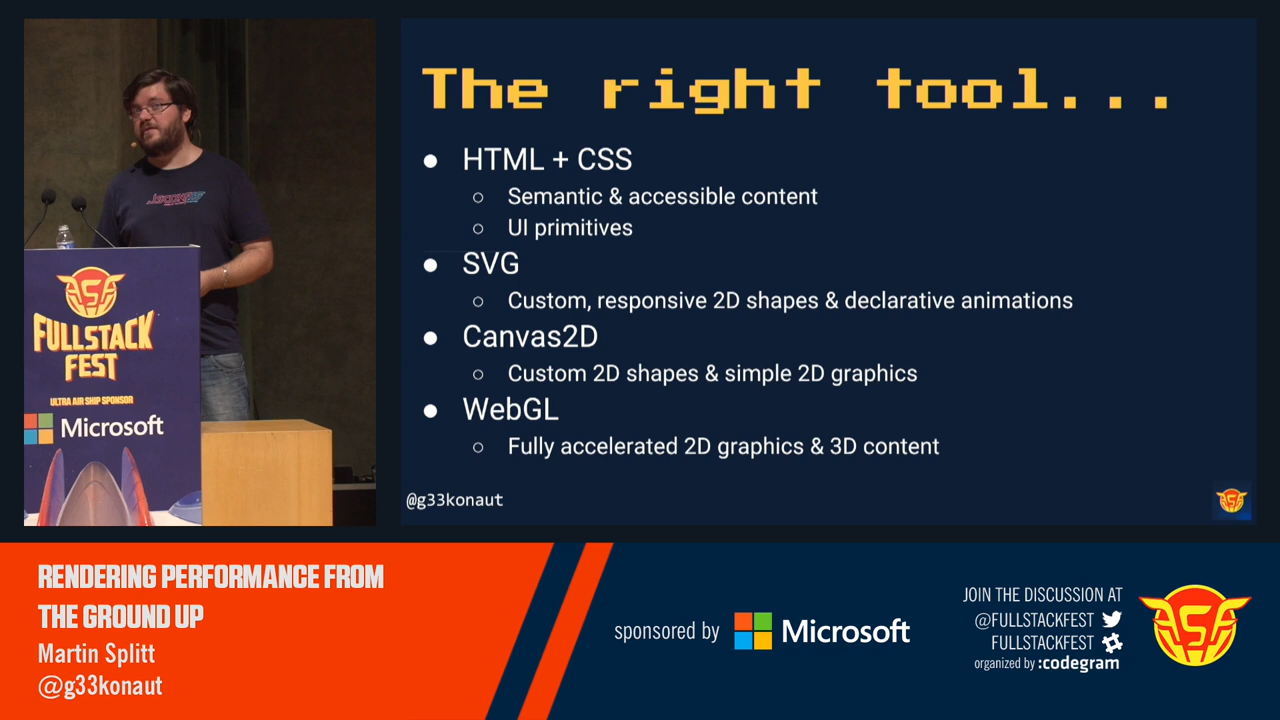 The right tool...
HTML + CSS
Semantic & accessible content
UI primitives
SVG
Custom, responsive 2D shapes & declarative animations
Canvas2D
Custom 2D shapes & simple 2D graphics
WebGL
Fully accelerated 2D graphics & 3D content
@g33konaut
FULLSTACK
FEST
ULTRA AIR SHIP SPONSOR
Microsoft
RENDERING PERFORMANCE FROM
THE GROUND UP
Martin Splitt
@g33konaut
sponsored by Microsoft
JOIN THE DISCUSSION AT
@FULLSTACKFEST
FULLSTACKFEST
organized by :codegram